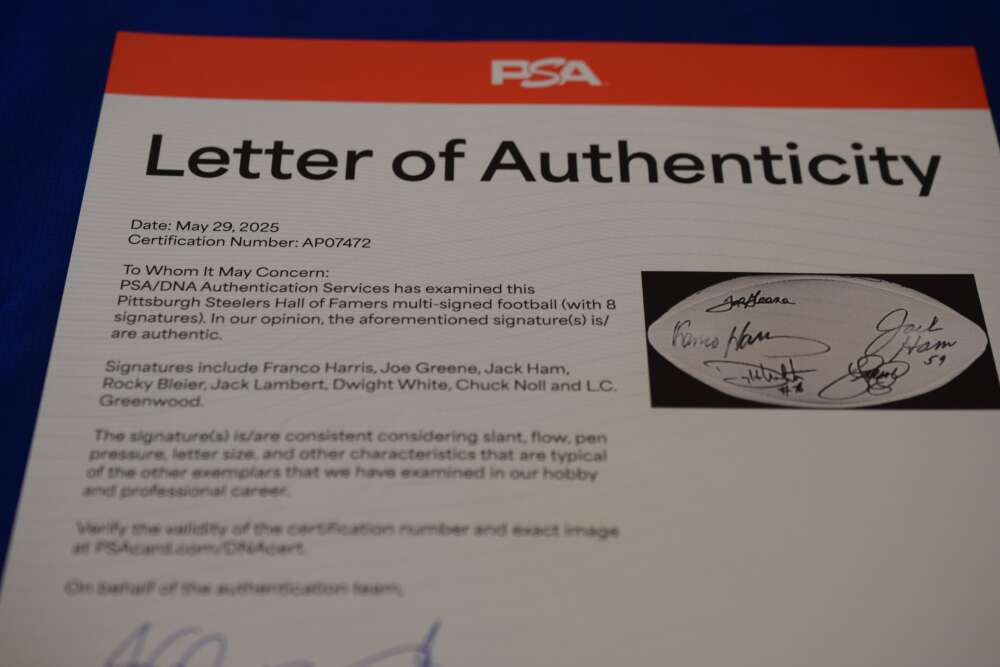 PSA
Letter of Authenticity
Date: May 29, 2025
Certification Number: AP07472
To Whom It May Concern:
PSA/DNA Authentication Services has examined this
Pittsburgh Steelers Hall of Famers multi-signed football (with 8
signatures). In our opinion, the aforementioned signature(s) is/
are authentic.
Signatures include Franco Harris, Joe Greene, Jack Ham,
Rocky Bleier, Jack Lambert, Dwight White, Chuck Noll and L.C.
Greenwood.
The signature(s) is/are consistent considering slant, flow, pen
pressure, letter size, and other characteristics that are typical
of the other exemplars that we have examined in our hobby
and professional career.
Verify the validity of the certification number and exact image
at PSAcard.com/DNAcert.
On behalf of the authentication team,
Joe Greene
Franco Harris
Jack
Ham
59